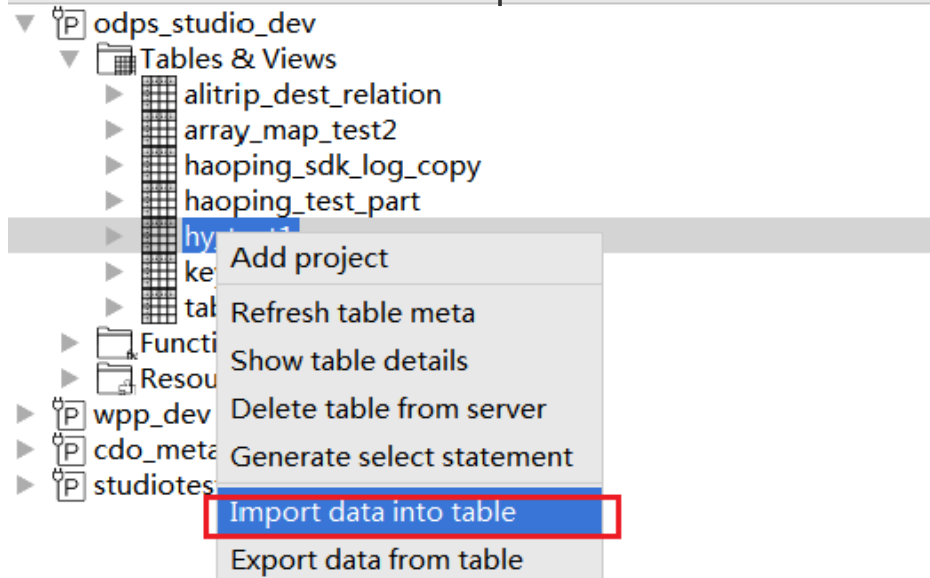 odps_studio_dev
Tables & Views
alitrip_dest_relation
array_map_test2
haoping_sdk_log_copy
haoping_test_part
Add project
Refresh table meta
Show table details
Delete table from server
wpp_dev
Generate select statement
Import data into table
Export data from table